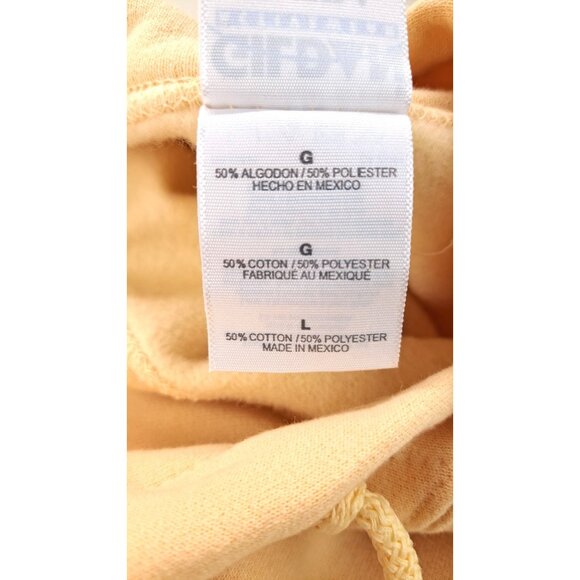 G
50% ALGODON / 50% POLIESTER
HECHO EN MEXICO
G
50% COTON / 50% POLYESTER
FABRIQUÉ AU MEXIQUÉ
L
50% COTTON / 50% POLYESTER
MADE IN MEXICO